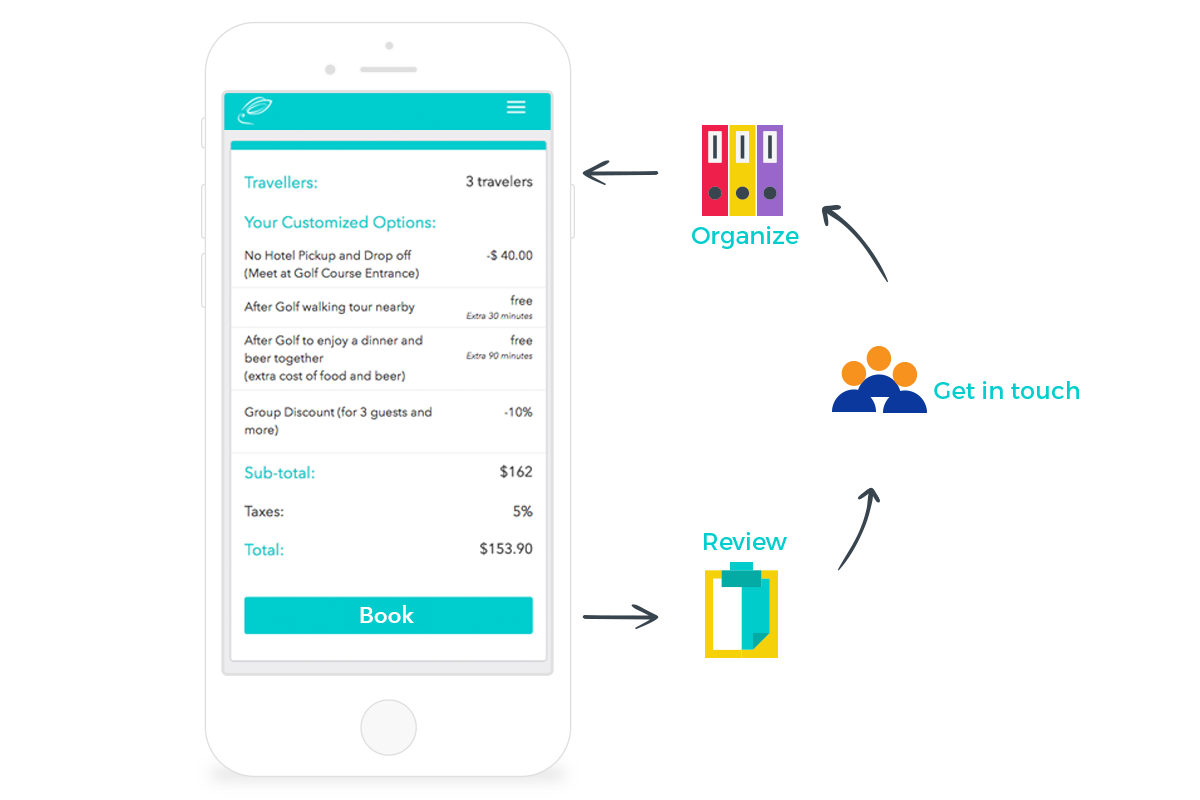 Travellers: 3 travelers
Your Customized Options:
No Hotel Pickup and Drop off -$ 40.00
(Meet at Golf Course Entrance)
After Golf walking tour nearby free
Extra 30 minutes
After Golf to enjoy a dinner and free
beer together Extra 90 minutes
(extra cost of food and beer)
Group Discount (for 3 guests and -10%
more)
Sub-total: $162
Taxes: 5%
Total: $153.90
Book
Organize
Get in touch
Review